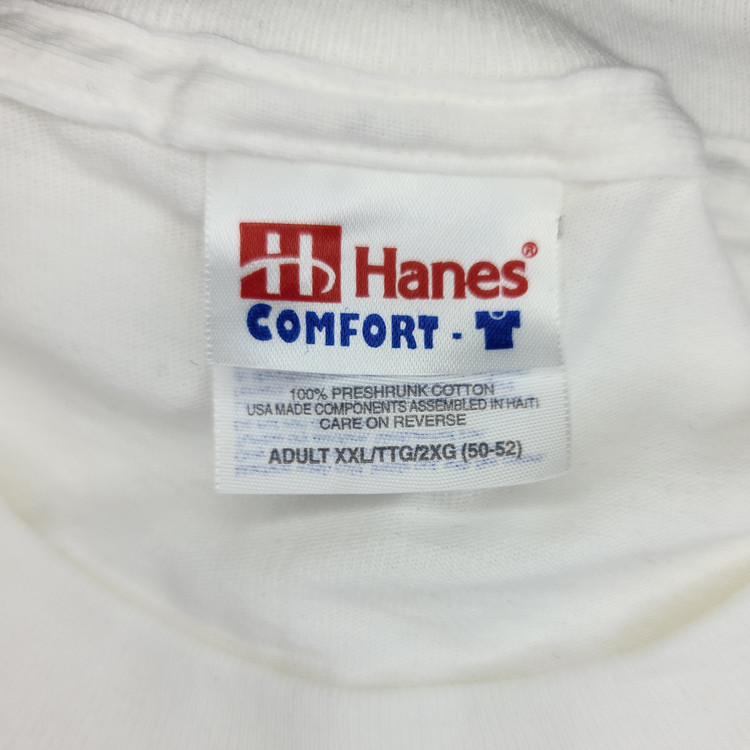 H Hanes®
COMFORT -
100% PRESHRUNK COTTON
USA MADE COMPONENTS ASSEMBLED IN HAITI
CARE ON REVERSE
ADULT XXL/TTG/2XG (50-52)